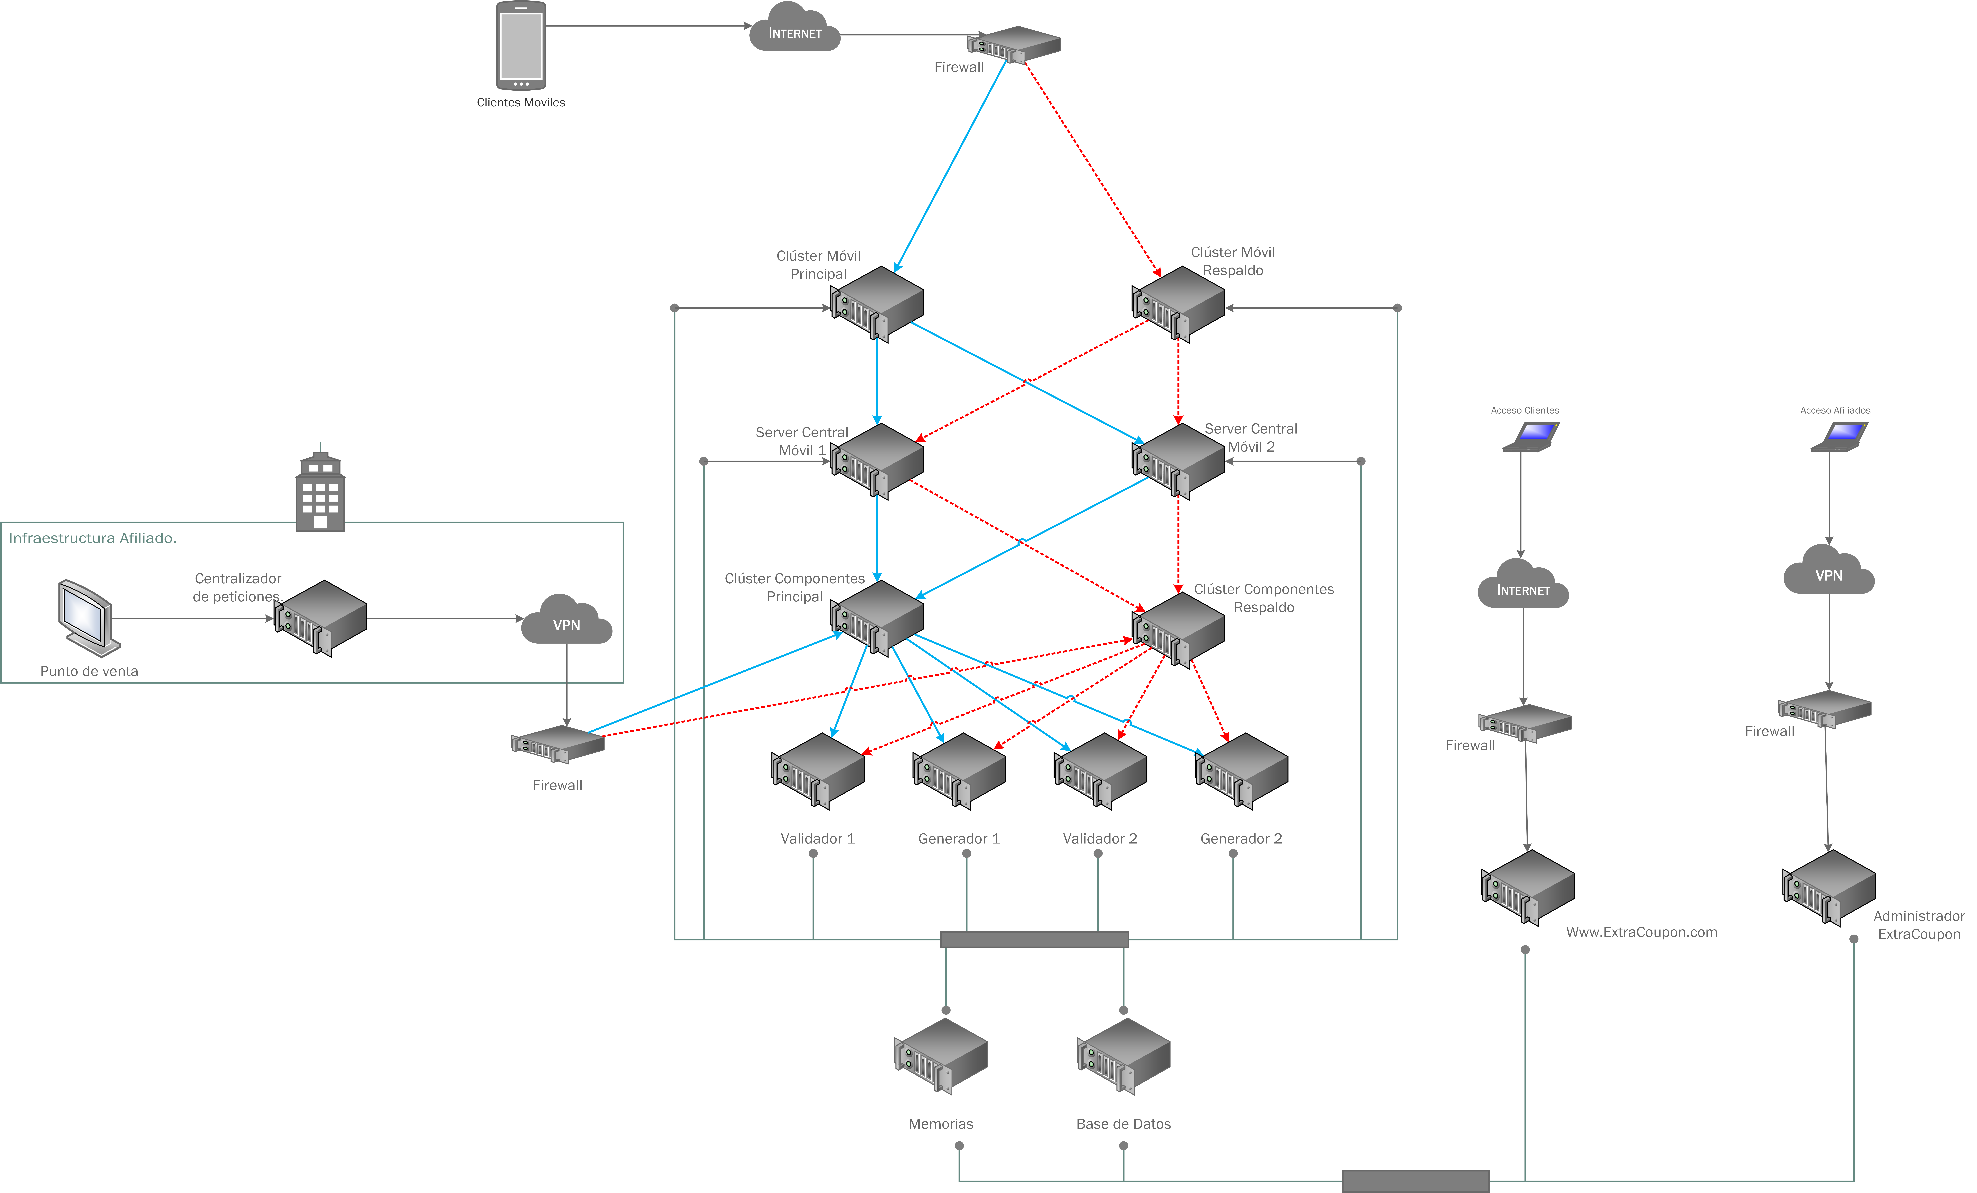 INTERNET
Firewall
Clientes Moviles
Clúster Móvil
Principal
Clúster Móvil
Respaldo
Acceso Clientes
Acceso Afiliados
Server Central
Móvil 1
Server Central
Móvil 2
Infraestructura Afiliado.
Centralizador
de peticiones.
Clúster Componentes
Principal
Clúster Componentes
Respaldo
VPN
INTERNET
VPN
Punto de venta
Firewall
Firewall
Firewall
Validador 1
Generador 1
Validador 2
Generador 2
Www.ExtraCoupon.com
Administrador
ExtraCoupon
Memorias
Base de Datos